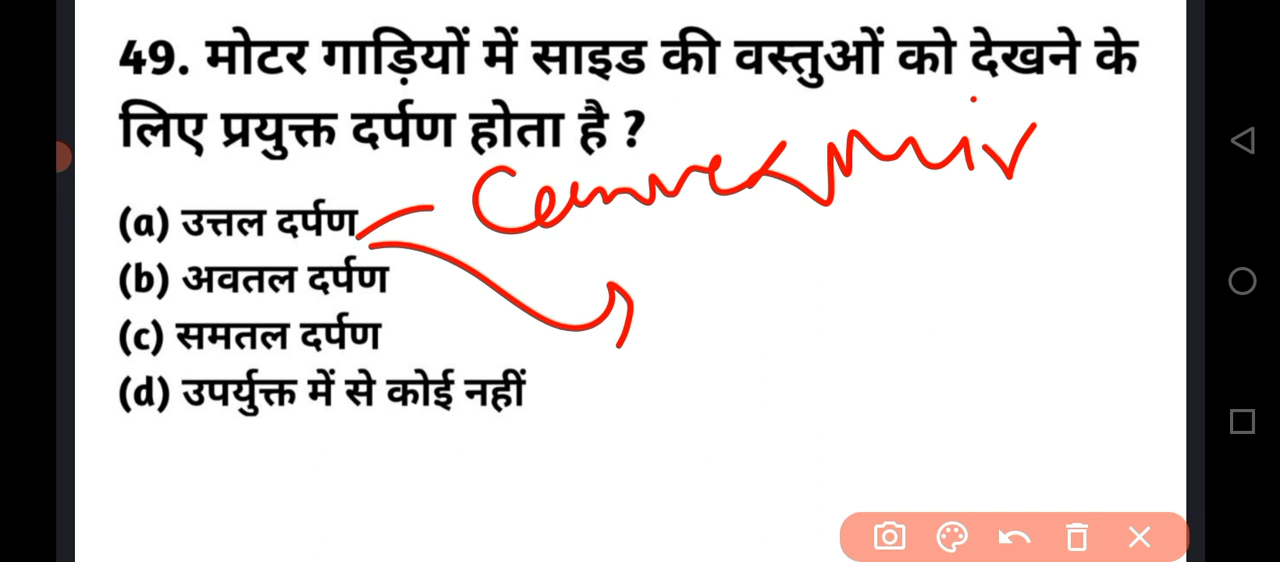 49. मोटर गाड़ियों में साइड की वस्तुओं को देखने के
लिए प्रयुक्त दर्पण होता है ?
(a) उत्तल दर्पण
(b) अवतल दर्पण
(c) समतल दर्पण
(d) उपर्युक्त में से कोई नहीं